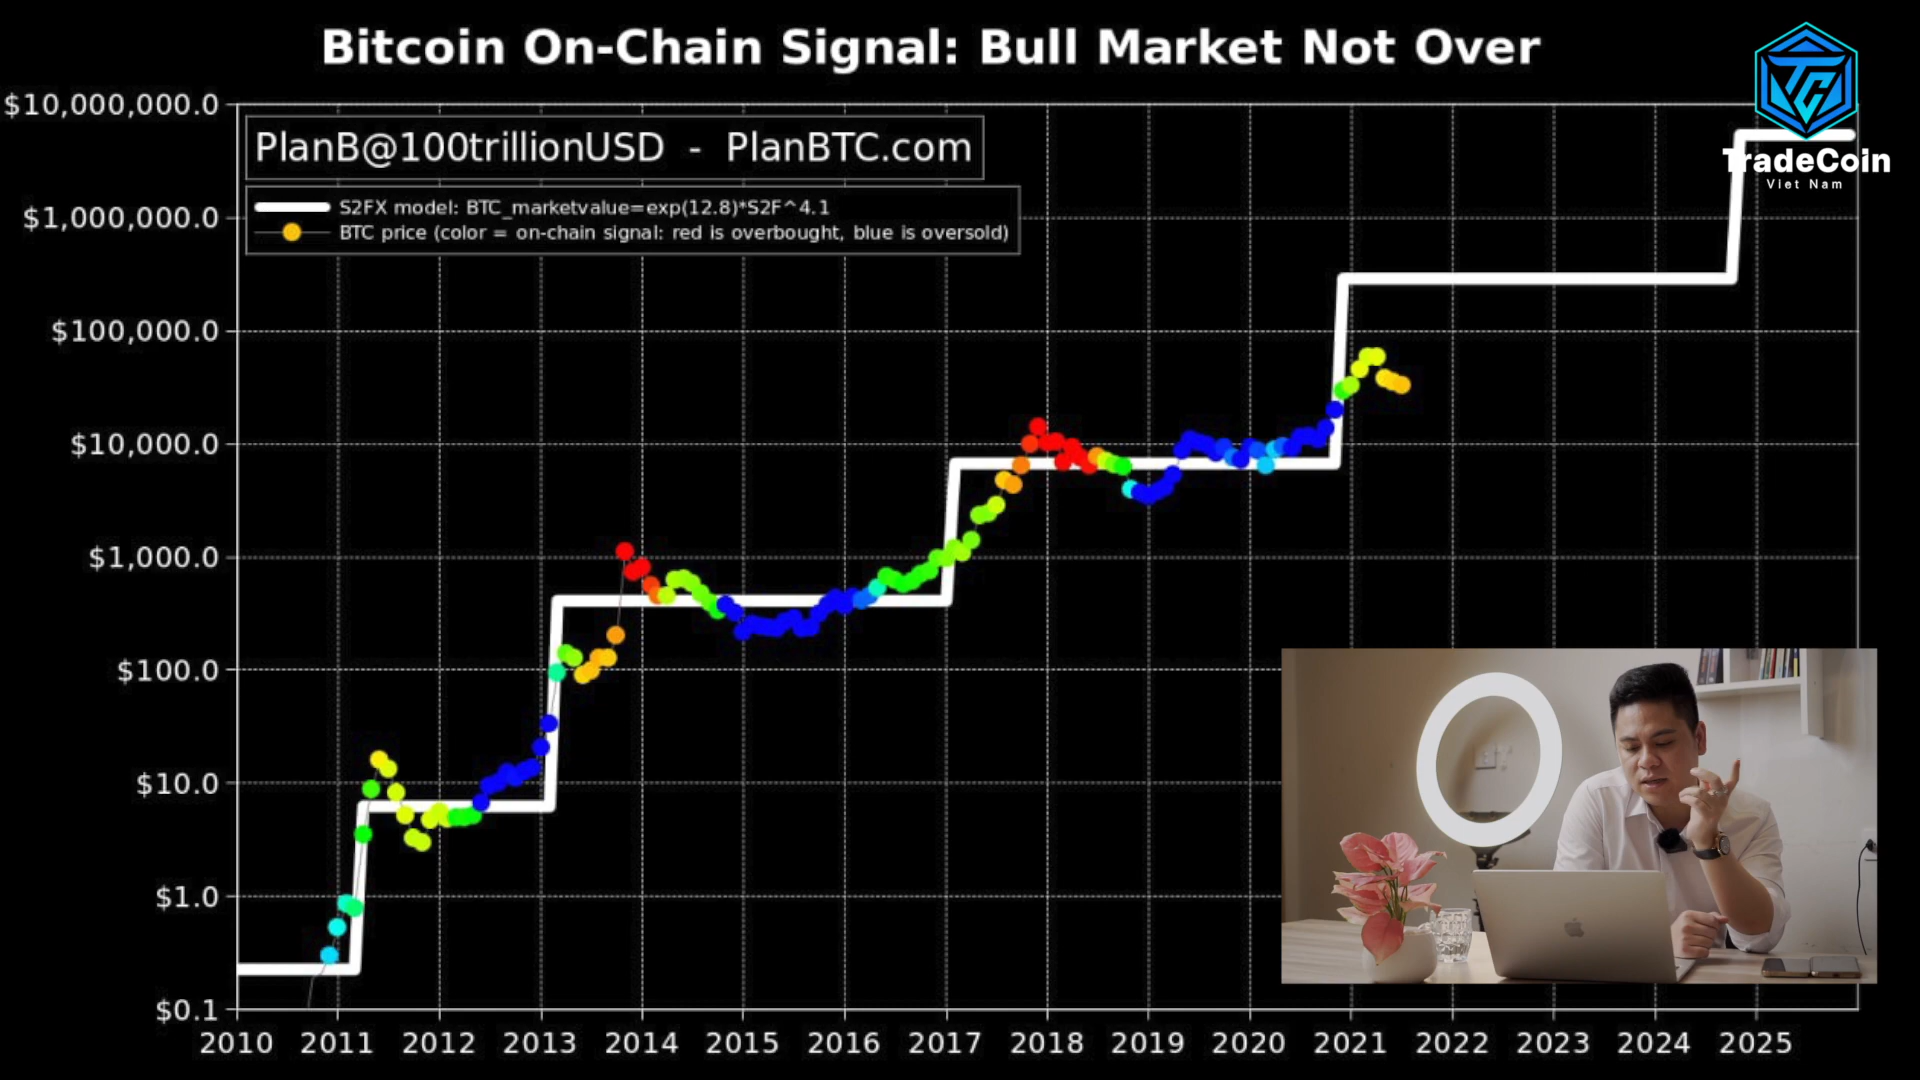 Bitcoin On-Chain Signal: Bull Market Not Over
TradeCoin
Viet Nam
$10,000,000.0
$1,000,000.0
$100,000.0
$10,000.0
$1,000.0
$100.0
$10.0
$1.0
$0.1
PlanB@100trillionUSD - PlanBTC.com
S2FX model: BTC_marketvalue=exp(12.8)*S2F^4.1
BTC price (color = on-chain signal: red is overbought, blue is oversold)
2010 2011 2012 2013 2014 2015 2016 2017 2018 2019 2020 2021 2022 2023 2024 2025